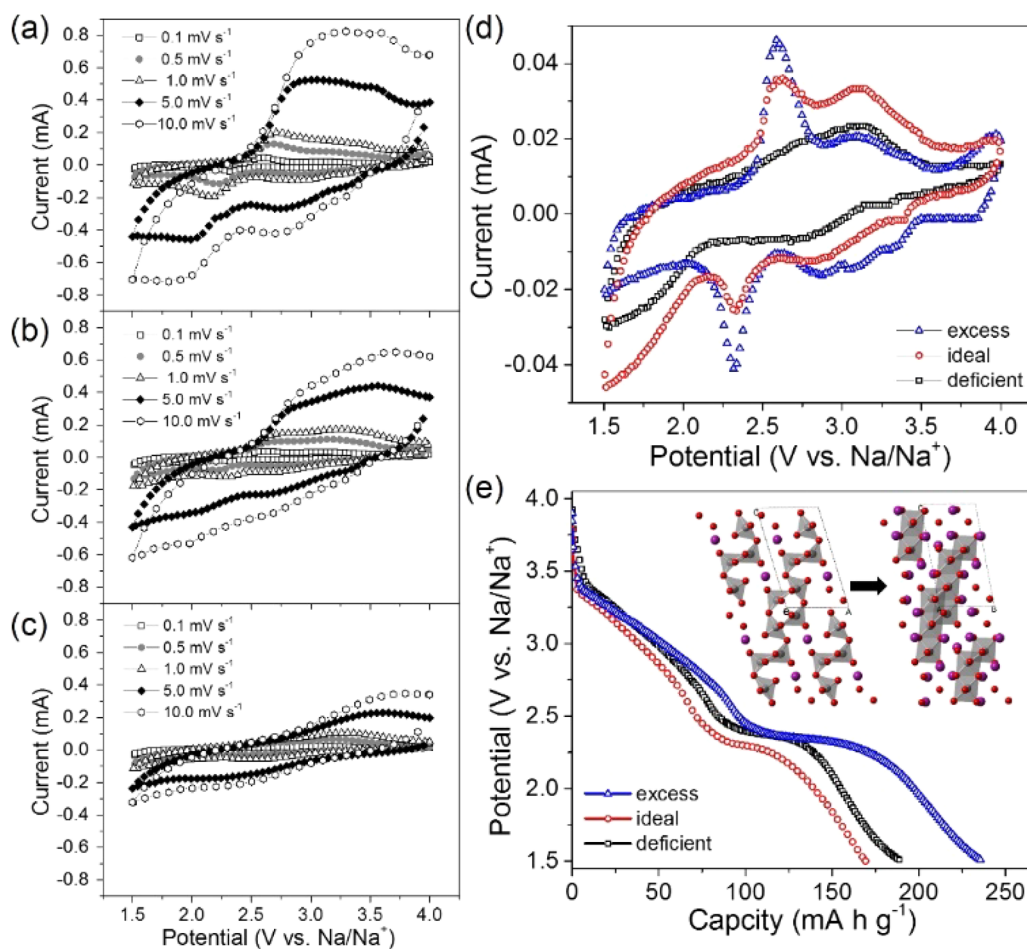 (a)
0.8
0.6
0.4
0.2
0.0
-0.2
-0.4
-0.6
-0.8
Current (mA)
0.1 mV s⁻¹
0.5 mV s⁻¹
1.0 mV s⁻¹
5.0 mV s⁻¹
10.0 mV s⁻¹
(b)
0.8
0.6
0.4
0.2
0.0
-0.2
-0.4
-0.6
-0.8
Current (mA)
0.1 mV s⁻¹
0.5 mV s⁻¹
1.0 mV s⁻¹
5.0 mV s⁻¹
10.0 mV s⁻¹
(c)
0.8
0.6
0.4
0.2
0.0
-0.2
-0.4
-0.6
-0.8
Current (mA)
0.1 mV s⁻¹
0.5 mV s⁻¹
1.0 mV s⁻¹
5.0 mV s⁻¹
10.0 mV s⁻¹
1.5 2.0 2.5 3.0 3.5 4.0
Potential (V vs. Na/Na⁺)
(d)
0.04
0.02
0.00
-0.02
-0.04
Current (mA)
excess
ideal
deficient
1.5 2.0 2.5 3.0 3.5 4.0
Potential (V vs. Na/Na⁺)
(e)
4.0
3.5
3.0
2.5
2.0
1.5
Potential (V vs. Na/Na⁺)
A
B
excess
ideal
deficient
0 50 100 150 200 250
Capcity (mA h g⁻¹)